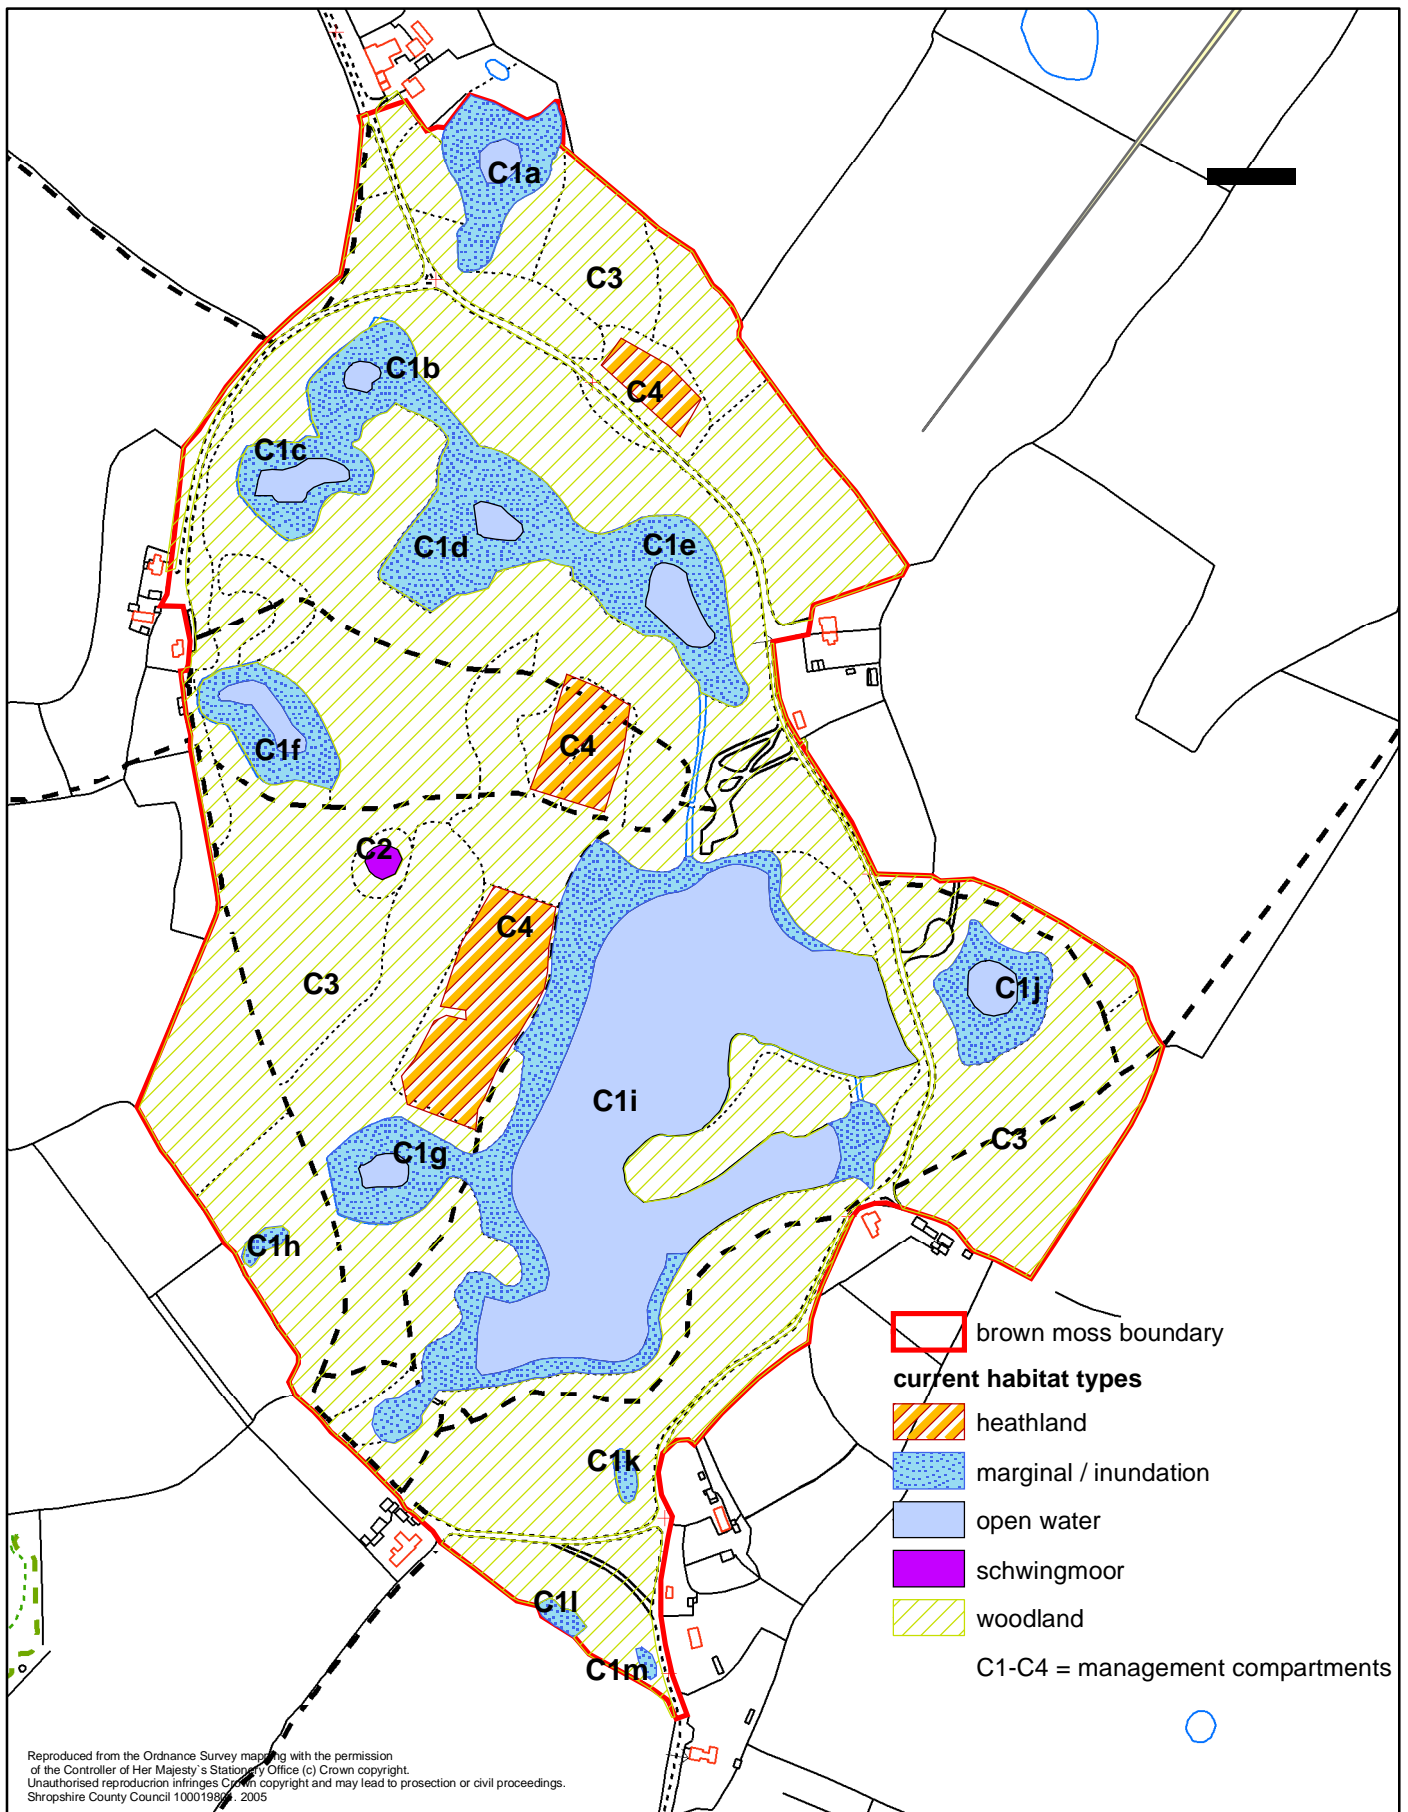 C1a
C3
C1b
C4
C1c
C1d
C1e
C1f
C4
C2
C4
C3
C1j
C1i
C3
C1g
C1h
brown moss boundary
current habitat types
heathland
C1k
marginal / inundation
open water
schwingmoor
C1l
woodland
C1m
C1-C4 = management compartments
Reproduced from the Ordnance Survey mapping with the permission
of the Controller of Her Majesty`s Stationery Office (c) Crown copyright.
Unauthorised reproducrion infringes Crown copyright and may lead to prosection or civil proceedings.
Shropshire County Council . 2005